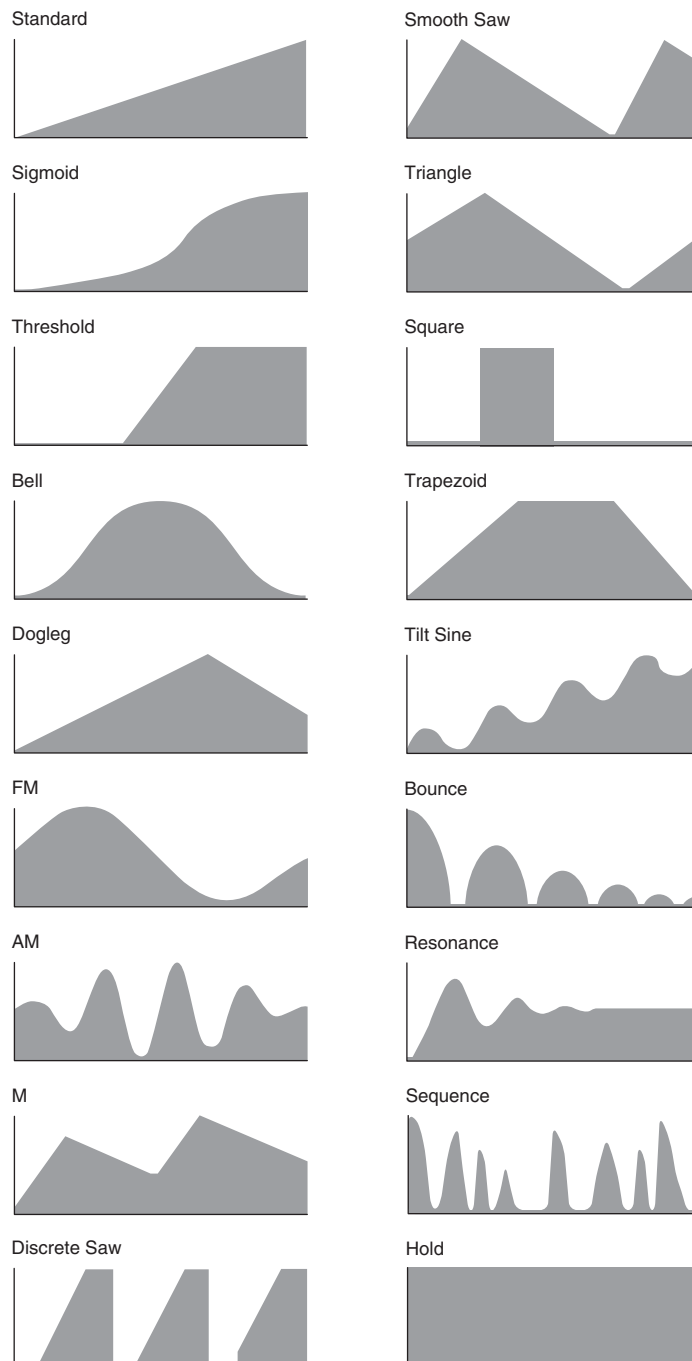 Standard
Smooth Saw
Sigmoid
Triangle
Threshold
Square
Bell
Trapezoid
Dogleg
Tilt Sine
FM
Bounce
AM
Resonance
M
Sequence
Discrete Saw
Hold